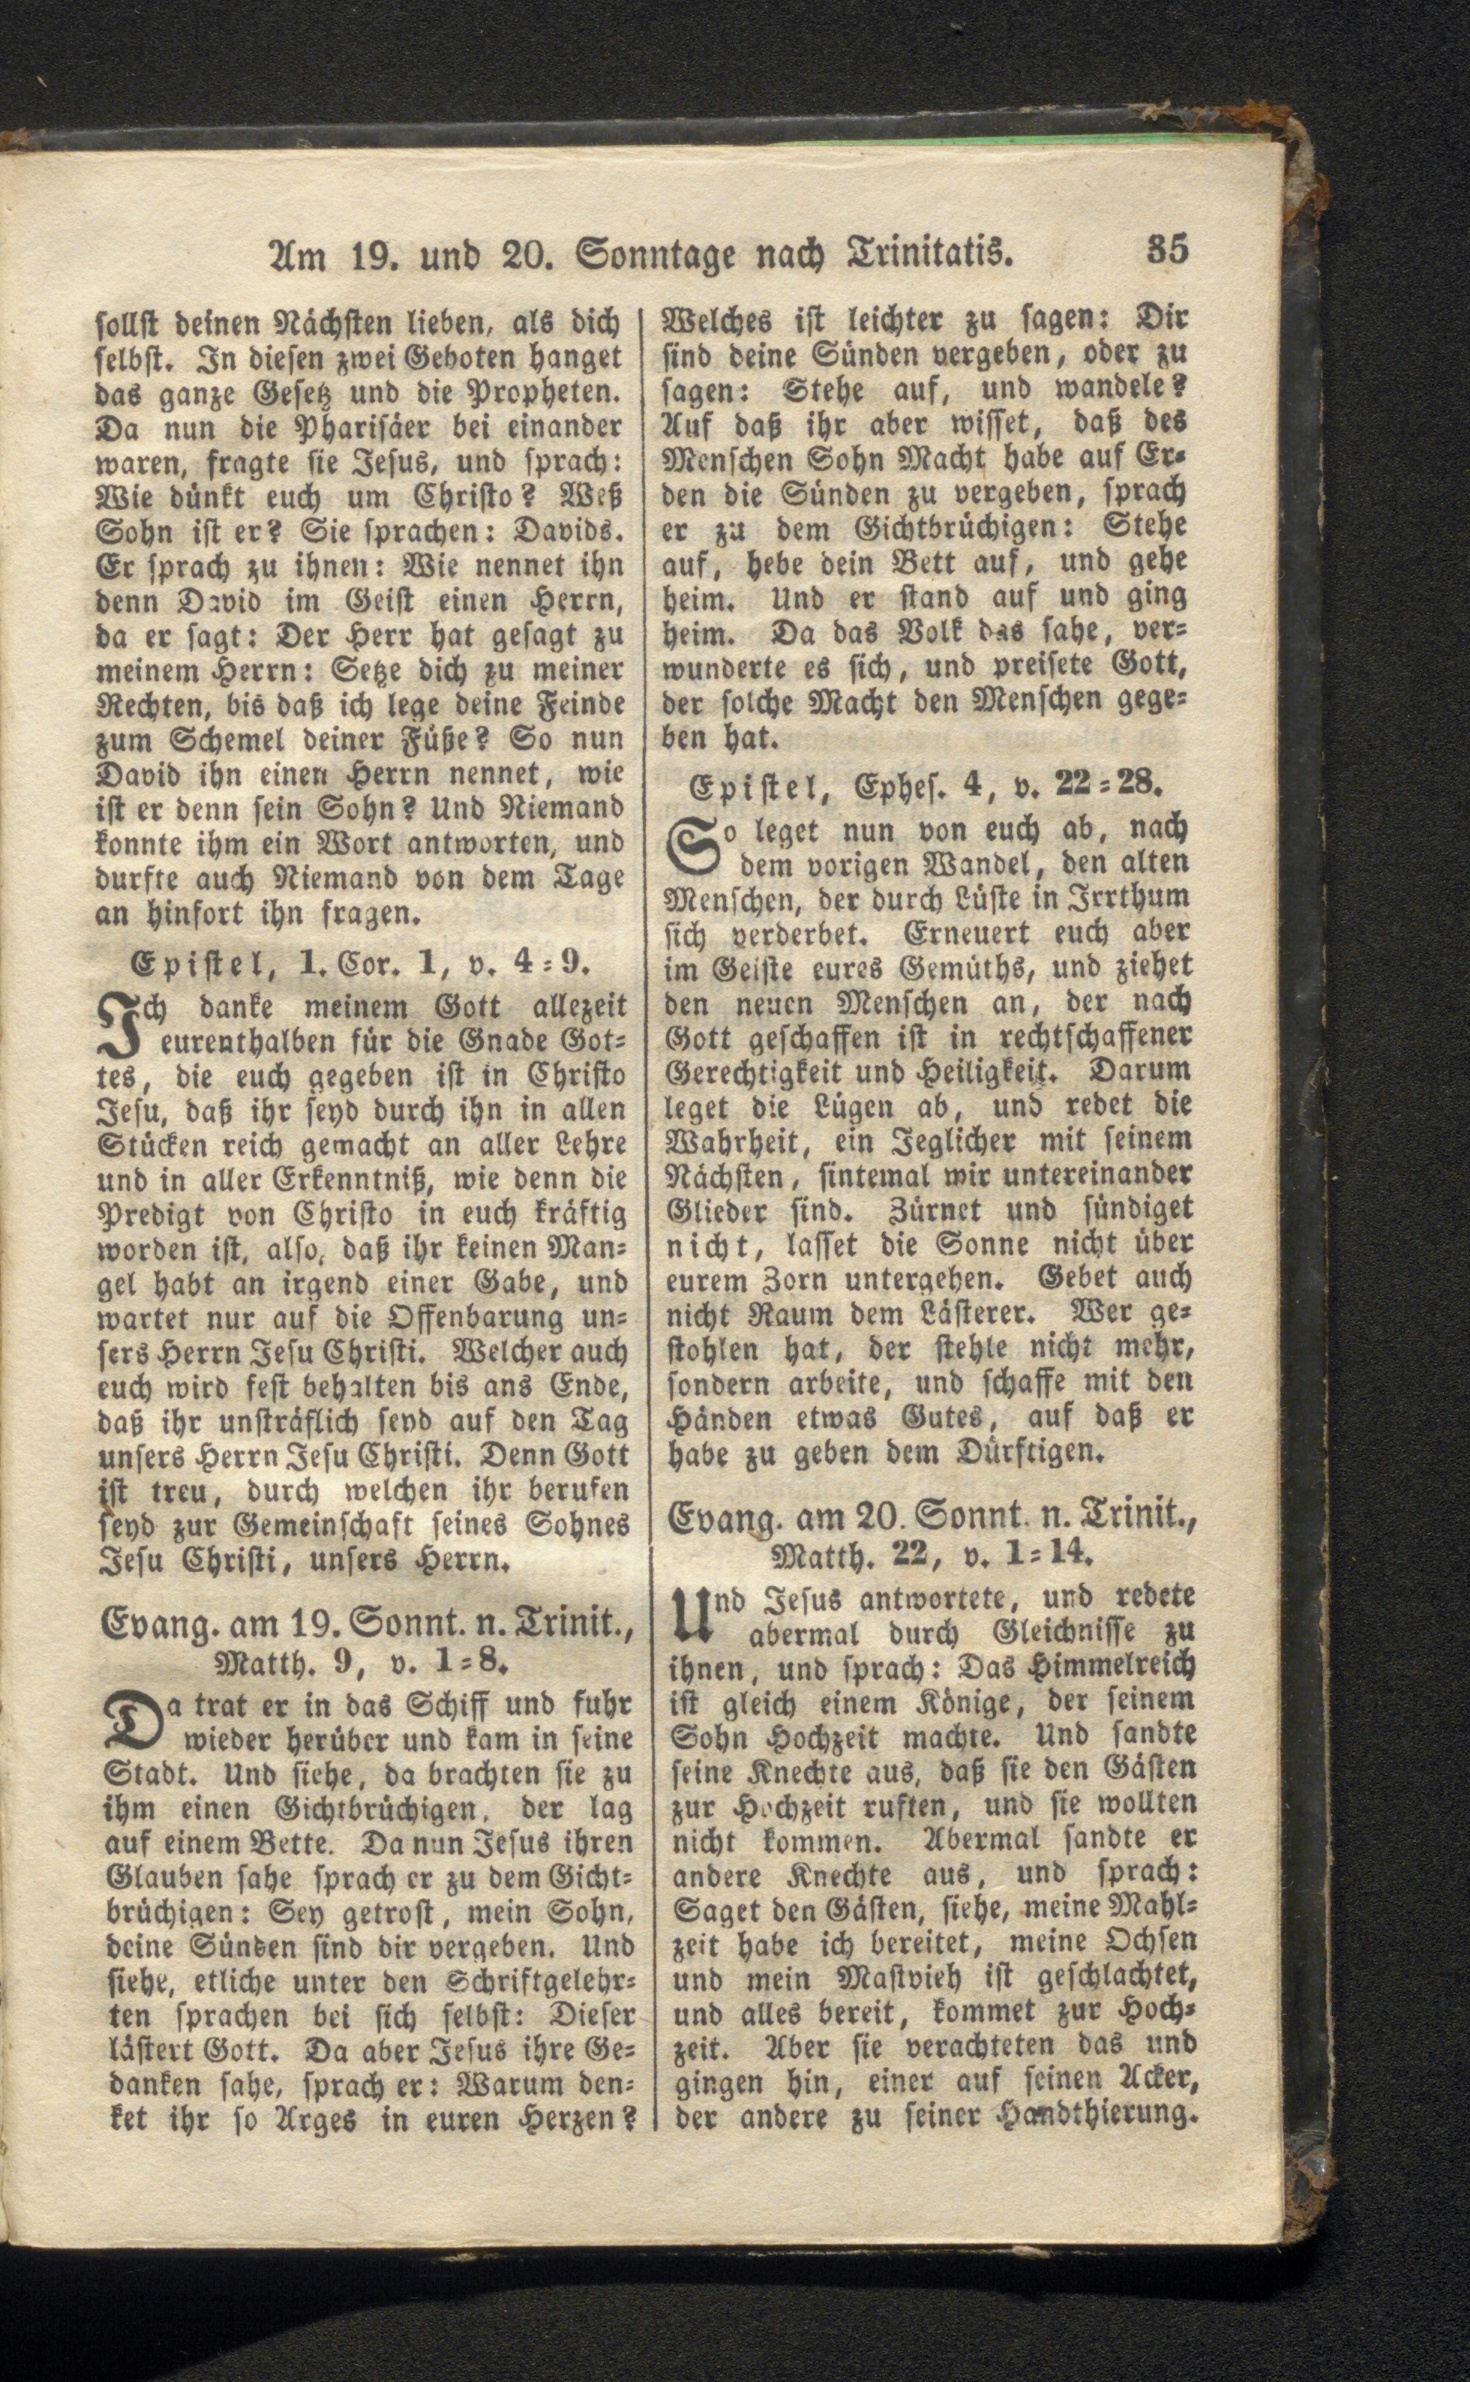 Am 19. und 20. Sonntage nach Trinitatis. 35
sollst deinen Nächsten lieben, als dich
selbst. In diesen zwei Geboten hanget
das ganze Gesetz und die Propheten.
Da nun die Pharisäer bei einander
waren, fragte sie Jesus, und sprach:
Wie dünkt euch um Christo? Weß
Sohn ist er? Sie sprachen: Davids.
Er sprach zu ihnen: Wie nennet ihn
denn David im Geist einen Herrn,
da er sagt: Der Herr hat gesagt zu
meinem Herrn: Setze dich zu meiner
Rechten, bis daß ich lege deine Feinde
zum Schemel deiner Füße? So nun
David ihn einen Herrn nennet, wie
ist er denn sein Sohn? Und Niemand
konnte ihm ein Wort antworten, und
durfte auch Niemand von dem Tage
an hinfort ihn fragen.
Epistel, 1. Cor. 1, v. 4=9.
Ich danke meinem Gott allezeit
eurenthalben für die Gnade Got=
tes, die euch gegeben ist in Christo
Jesu, daß ihr seyd durch ihn in allen
Stücken reich gemacht an aller Lehre
und in aller Erkenntniß, wie denn die
Predigt von Christo in euch kräftig
worden ist, also, daß ihr keinen Man=
gel habt an irgend einer Gabe, und
wartet nur auf die Offenbarung un=
sers Herrn Jesu Christi. Welcher auch
euch wird fest behalten bis ans Ende,
daß ihr unsträflich seyd auf den Tag
unsers Herrn Jesu Christi. Denn Gott
ist treu, durch welchen ihr berufen
seyd zur Gemeinschaft seines Sohnes
Jesu Christi, unsers Herrn.
Evang. am 19. Sonnt. n. Trinit.,
Matth. 9, v. 1=8.
Da trat er in das Schiff und fuhr
wieder herüber und kam in seine
Stadt. Und siehe, da brachten sie zu
ihm einen Gichtbrüchigen, der lag
auf einem Bette. Da nun Jesus ihren
Glauben sahe sprach er zu dem Gicht=
brüchigen: Sey getrost, mein Sohn,
deine Sünden sind dir vergeben. Und
siehe, etliche unter den Schriftgelehr=
ten sprachen bei sich selbst: Dieser
lästert Gott. Da aber Jesus ihre Ge=
danken sahe, sprach er: Warum den=
ket ihr so Arges in euren Herzen?
Welches ist leichter zu sagen: Dir
sind deine Sünden vergeben, oder zu
sagen: Stehe auf, und wandele?
Auf daß ihr aber wisset, daß des
Menschen Sohn Macht habe auf Er=
den die Sünden zu vergeben, sprach
er zu dem Gichtbrüchigen: Stehe
auf, hebe dein Bett auf, und gehe
heim. Und er stand auf und ging
heim. Da das Volk das sahe, ver=
wunderte es sich, und preisete Gott,
der solche Macht den Menschen gege=
ben hat.
Epistel, Ephes. 4, v. 22=28.
So leget nun von euch ab, nach
dem vorigen Wandel, den alten
Menschen, der durch Lüste in Irrthum
sich verderbet. Erneuert euch aber
im Geiste eures Gemüths, und ziehet
den neuen Menschen an, der nach
Gott geschaffen ist in rechtschaffener
Gerechtigkeit und Heiligkeit. Darum
leget die Lügen ab, und redet die
Wahrheit, ein Jeglicher mit seinem
Nächsten, sintemal wir untereinander
Glieder sind. Zürnet und sündiget
nicht, lasset die Sonne nicht über
eurem Zorn untergehen. Gebet auch
nicht Raum dem Lästerer. Wer ge=
stohlen hat, der stehle nicht mehr,
sondern arbeite, und schaffe mit den
Händen etwas Gutes, auf daß er
habe zu geben dem Dürftigen.
Evang. am 20. Sonnt. n. Trinit.,
Matth. 22, v. 1=14.
Und Jesus antwortete, und redete
abermal durch Gleichnisse zu
ihnen, und sprach: Das Himmelreich
ist gleich einem Könige, der seinem
Sohn Hochzeit machte. Und sandte
seine Knechte aus, daß sie den Gästen
zur Hochzeit ruften, und sie wollten
nicht kommen. Abermal sandte er
andere Knechte aus, und sprach:
Saget den Gästen, siehe, meine Mahl=
zeit habe ich bereitet, meine Ochsen
und mein Mastvieh ist geschlachtet,
und alles bereit, kommet zur Hoch=
zeit. Aber sie verachteten das und
gingen hin, einer auf seinen Acker,
der andere zu seiner Handthierung.